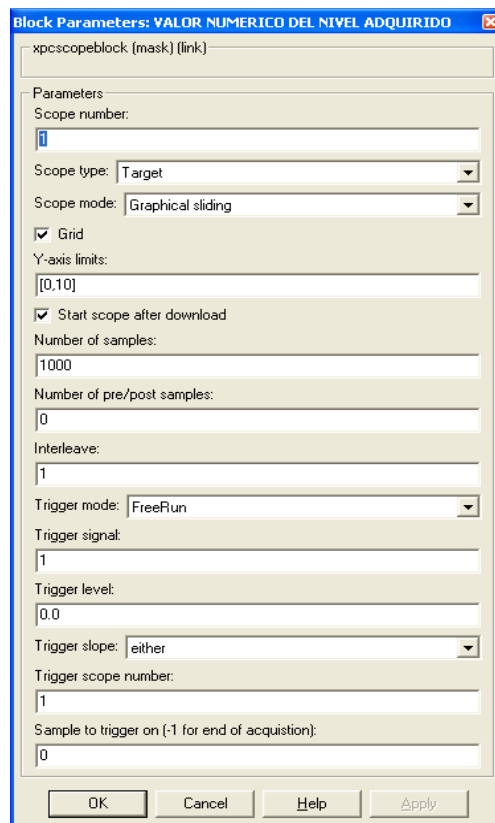 Block Parameters: VALOR NUMERICO DEL NIVEL ADQUIRIDO
xpcscopeblock (mask) (link)
Parameters
Scope number:
1
Scope type: Target
Scope mode: Graphical sliding
Grid
Y-axis limits:
[0,10]
Start scope after download
Number of samples:
1000
Number of pre/post samples:
0
Interleave:
1
Trigger mode: FreeRun
Trigger signal:
1
Trigger level:
0.0
Trigger slope: either
Trigger scope number:
1
Sample to trigger on (-1 for end of acquistion):
0
OK Cancel Help Apply